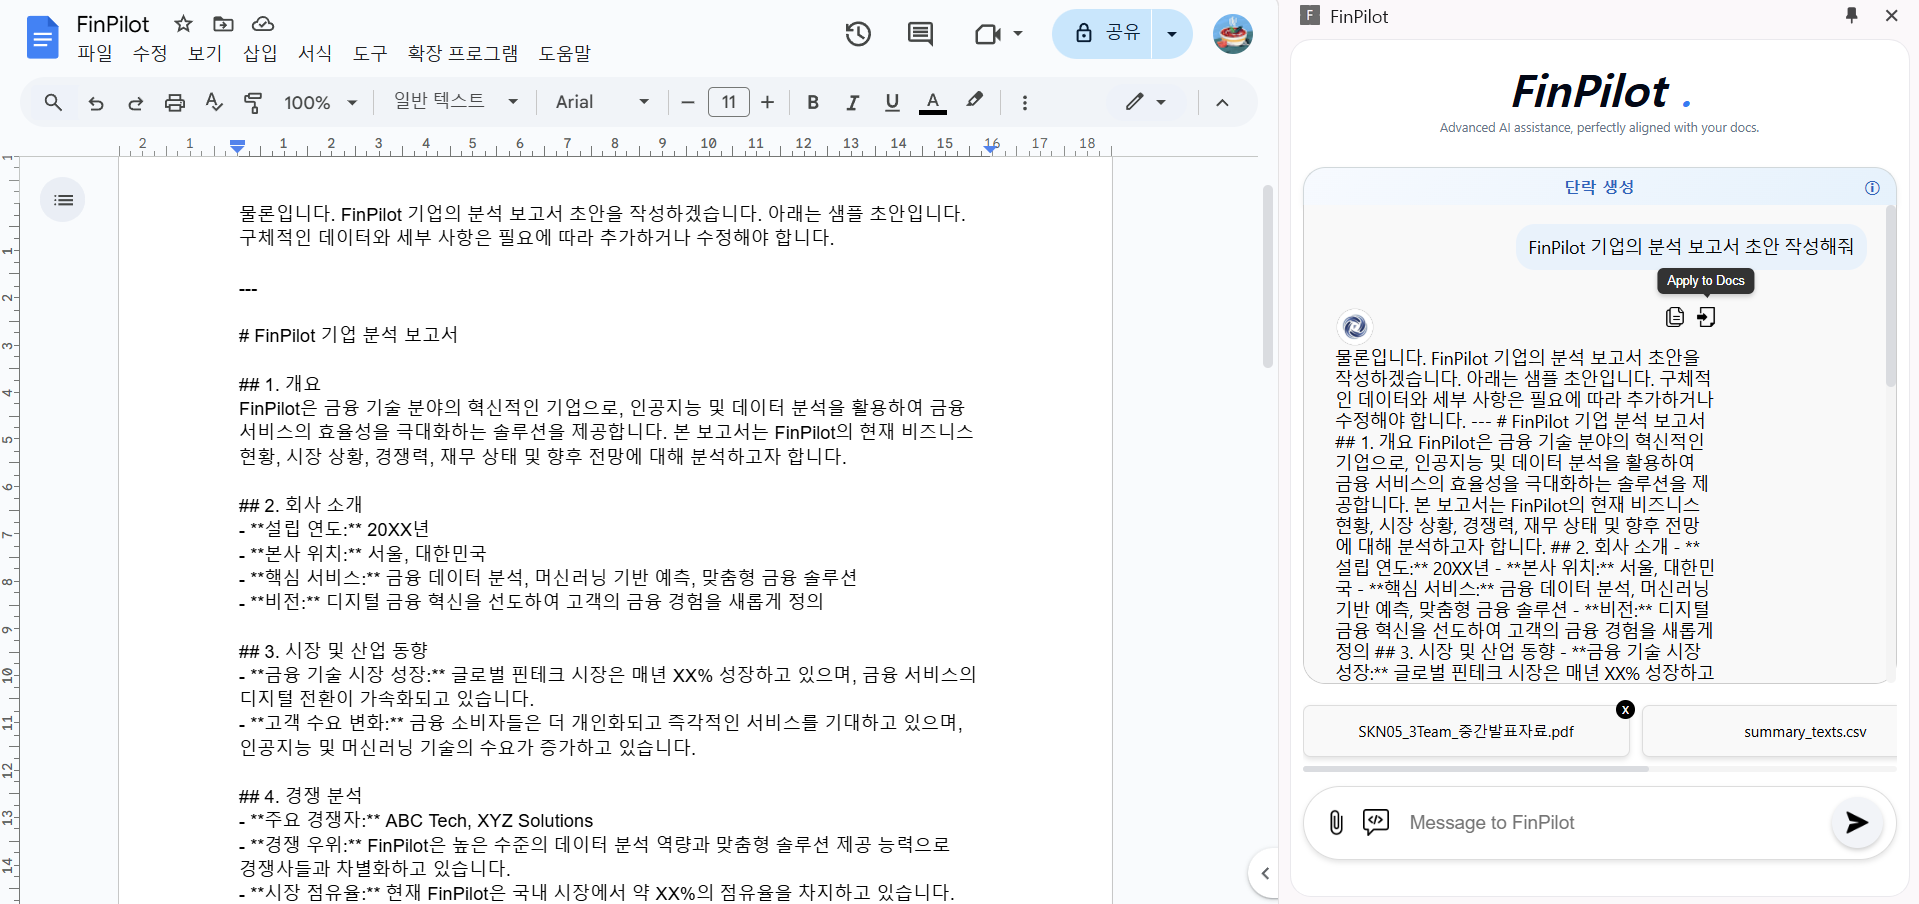 FinPilot
파일 수정 보기 삽입 서식 도구 확장 프로그램 도움말
공유
100% 일반 텍스트 Arial 11
2 1 1 2 3 4 5 6 7 8 9 10 11 12 13 14 15 16 17 18
1 1 2 3 4 5 6 7 8 9 10 11 12 13 14
물론입니다. FinPilot 기업의 분석 보고서 초안을 작성하겠습니다. 아래는 샘플 초안입니다.
구체적인 데이터와 세부 사항은 필요에 따라 추가하거나 수정해야 합니다.
---
# FinPilot 기업 분석 보고서
## 1. 개요
FinPilot은 금융 기술 분야의 혁신적인 기업으로, 인공지능 및 데이터 분석을 활용하여 금융
서비스의 효율성을 극대화하는 솔루션을 제공합니다. 본 보고서는 FinPilot의 현재 비즈니스
현황, 시장 상황, 경쟁력, 재무 상태 및 향후 전망에 대해 분석하고자 합니다.
## 2. 회사 소개
- **설립 연도:** 20XX년
- **본사 위치:** 서울, 대한민국
- **핵심 서비스:** 금융 데이터 분석, 머신러닝 기반 예측, 맞춤형 금융 솔루션
- **비전:** 디지털 금융 혁신을 선도하여 고객의 금융 경험을 새롭게 정의
## 3. 시장 및 산업 동향
- **금융 기술 시장 성장:** 글로벌 핀테크 시장은 매년 XX% 성장하고 있으며, 금융 서비스의
디지털 전환이 가속화되고 있습니다.
- **고객 수요 변화:** 금융 소비자들은 더 개인화되고 즉각적인 서비스를 기대하고 있으며,
인공지능 및 머신러닝 기술의 수요가 증가하고 있습니다.
## 4. 경쟁 분석
- **주요 경쟁자:** ABC Tech, XYZ Solutions
- **경쟁 우위:** FinPilot은 높은 수준의 데이터 분석 역량과 맞춤형 솔루션 제공 능력으로
경쟁사들과 차별화하고 있습니다.
- **시장 점유율:** 현재 FinPilot은 국내 시장에서 약 XX%의 점유율을 차지하고 있습니다.
F FinPilot
FinPilot .
Advanced AI assistance, perfectly aligned with your docs.
단락 생성
FinPilot 기업의 분석 보고서 초안 작성해줘
Apply to Docs
물론입니다. FinPilot 기업의 분석 보고서 초안을
작성하겠습니다. 아래는 샘플 초안입니다. 구체적
인 데이터와 세부 사항은 필요에 따라 추가하거나
수정해야 합니다. --- # FinPilot 기업 분석 보고서
## 1. 개요 FinPilot은 금융 기술 분야의 혁신적인
기업으로, 인공지능 및 데이터 분석을 활용하여
금융 서비스의 효율성을 극대화하는 솔루션을 제
공합니다. 본 보고서는 FinPilot의 현재 비즈니스
현황, 시장 상황, 경쟁력, 재무 상태 및 향후 전망
에 대해 분석하고자 합니다. ## 2. 회사 소개 - **
설립 연도:** 20XX년 - **본사 위치:** 서울, 대한민
국 - **핵심 서비스:** 금융 데이터 분석, 머신러닝
기반 예측, 맞춤형 금융 솔루션 - **비전:** 디지털
금융 혁신을 선도하여 고객의 금융 경험을 새롭게
정의 ## 3. 시장 및 산업 동향 - **금융 기술 시장
성장:** 글로벌 핀테크 시장은 매년 XX% 성장하고
SKN05_3Team_중간발표자료.pdf
X
summary_texts.csv
Message to FinPilot